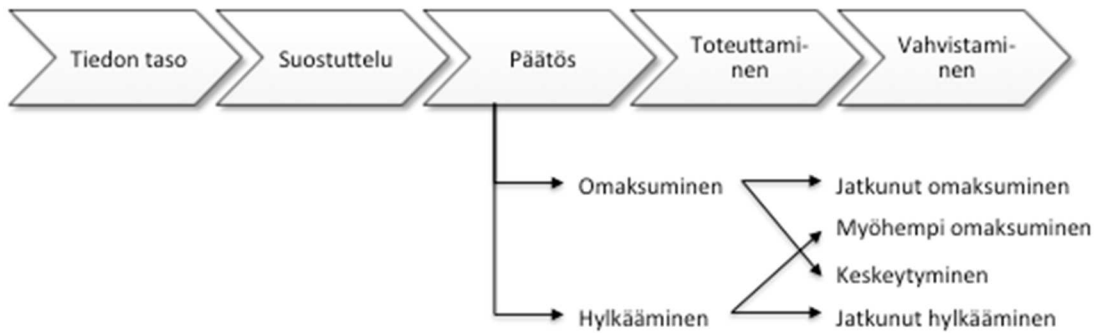 Tiedon taso
Suostuttelu
Päätös
Toteuttami-
nen
Vahvistami-
nen
Omaksuminen
Jatkunut omaksuminen
Myöhempi omaksuminen
Keskeytyminen
Hylkääminen
Jatkunut hylkääminen